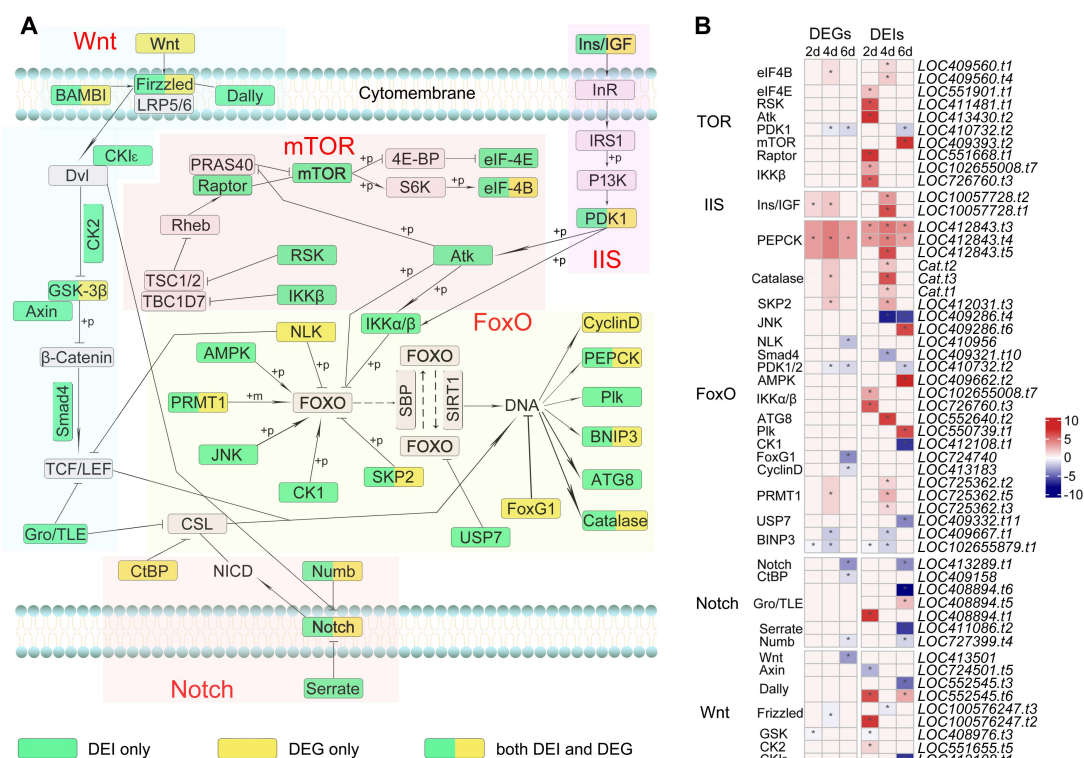 A
Wnt
Wnt
Firzzled
LRP5/6
BAMBI
Dally
Cytomembrane
Ins/IGF
InR
IRS1
+p
P13K
PDK1
IIS
CKIε
Dvl
CK2
GSK-3β
Axin
+p
β-Catenin
Smad4
TCF/LEF
Gro/TLE
mTOR
PRAS40
Raptor
mTOR
+p
4E-BP
eIF-4E
+p
S6K
+p
eIF-4B
Rheb
TSC1/2
TBC1D7
RSK
IKKβ
Atk
+p
+p
+p
+p
+p
IKKα/β
FoxO
NLK
AMPK
+p
+p
+p
PRMT1
+m
FOXO
JNK
+p
CK1
+p
SKP2
+p
FOXO
SBP
SIRT1
FOXO
DNA
USP7
FoxG1
CyclinD
PEPCK
Plk
BNIP3
ATG8
Catalase
CSL
CtBP
NICD
Numb
Notch
Serrate
Notch
DEI only
DEG only
both DEI and DEG
B
DEGs
DEIs
2d 4d 6d
2d 4d 6d
TOR
eIF4B
LOC409560.t1
LOC409560.t4
eIF4E
LOC551901.t1
RSK
LOC411481.t1
Atk
LOC413430.t2
PDK1
LOC410732.t2
mTOR
LOC409393.t2
Raptor
LOC551668.t1
IKKβ
LOC102655008.t7
LOC726760.t3
IIS
Ins/IGF
LOC10057728.t2
LOC10057728.t1
FoxO
PEPCK
LOC412843.t3
LOC412843.t4
LOC412843.t5
Catalase
Cat.t2
Cat.t3
Cat.t1
SKP2
LOC412031.t3
JNK
LOC409286.t4
LOC409286.t6
NLK
LOC410956
Smad4
LOC409321.t10
PDK1/2
LOC410732.t2
AMPK
LOC409662.t2
IKKα/β
LOC102655008.t7
LOC726760.t3
ATG8
LOC552640.t2
Plk
LOC550739.t1
CK1
LOC412108.t1
FoxG1
LOC724740
CyclinD
LOC413183
PRMT1
LOC725362.t2
LOC725362.t5
LOC725362.t3
USP7
LOC409332.t11
BINP3
LOC409667.t1
LOC102655879.t1
Notch
Notch
LOC413289.t1
CtBP
LOC409158
Gro/TLE
LOC408894.t6
LOC408894.t5
LOC408894.t1
Serrate
LOC411086.t2
Numb
LOC727399.t4
Wnt
Wnt
LOC413501
Axin
LOC724501.t5
Dally
LOC552545.t3
LOC552545.t6
Frizzled
LOC100576247.t3
LOC100576247.t2
GSK
LOC408976.t3
CK2
LOC551655.t5
10
5
0
-5
-10